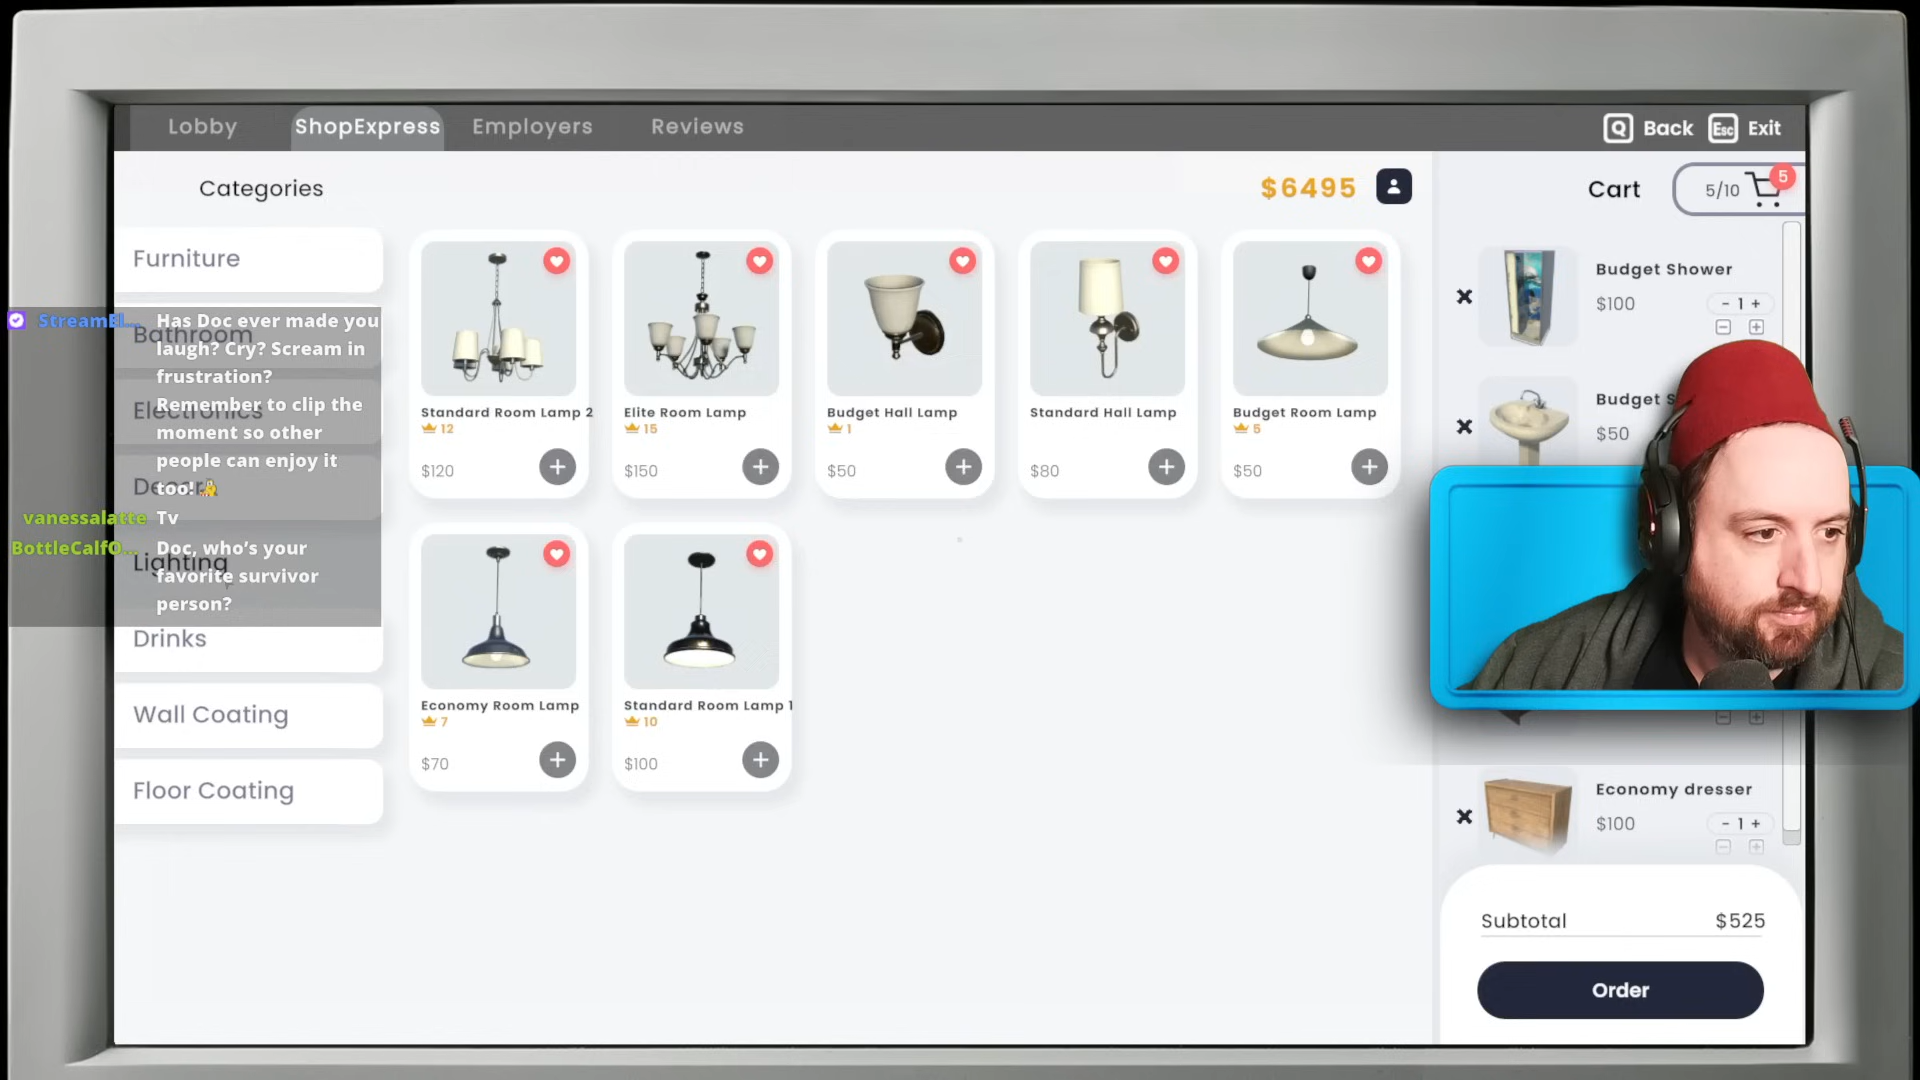 Lobby
ShopExpress
Employers
Reviews
Q Back
Esc Exit
Categories
$6495
Cart
5/10
5
Furniture
Bathroom
Electronics
Decor
Lighting
Drinks
Wall Coating
Floor Coating
StreamEl... Has Doc ever made you
laugh? Cry? Scream in
frustration?
Remember to clip the
moment so other
people can enjoy it
too!
vanessalatte Tv
BottleCalfO... Doc, who's your
favorite survivor
person?
Standard Room Lamp 2
12
$120
Elite Room Lamp
15
$150
Budget Hall Lamp
1
$50
Standard Hall Lamp
$80
Budget Room Lamp
5
$50
Economy Room Lamp
7
$70
Standard Room Lamp 1
10
$100
Budget Shower
$100
- 1 +
Budget S
$50
Economy dresser
$100
- 1 +
Subtotal
$525
Order